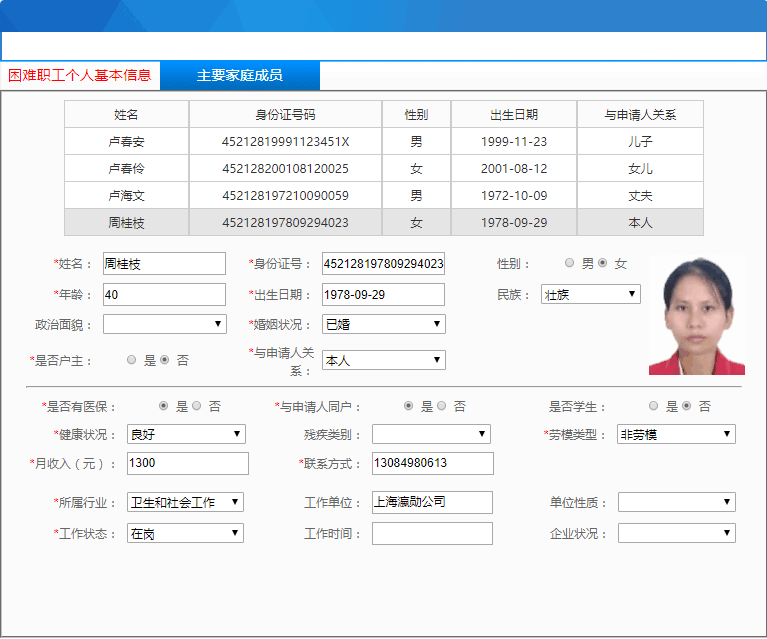 困难职工个人基本信息 主要家庭成员
姓名 身份证号码 性别 出生日期 与申请人关系
卢春安 45212819991123451X 男 1999-11-23 儿子
卢春伶 452128200108120025 女 2001-08-12 女儿
卢海文 452128197210090059 男 1972-10-09 丈夫
周桂枝 452128197809294023 女 1978-09-29 本人
*姓名： 周桂枝 *身份证号： 452128197809294023 性别： 男 女
*年龄： 40 *出生日期： 1978-09-29 民族： 壮族
政治面貌： *婚姻状况： 已婚
*是否户主： 是 否 *与申请人关
系： 本人
*是否有医保： 是 否 *与申请人同户： 是 否 是否学生： 是 否
*健康状况： 良好 残疾类别： *劳模类型： 非劳模
*月收入（元）： 1300 *联系方式： 13084980613
*所属行业： 卫生和社会工作 工作单位： 上海瀛勋公司 单位性质：
*工作状态： 在岗 工作时间： 企业状况：